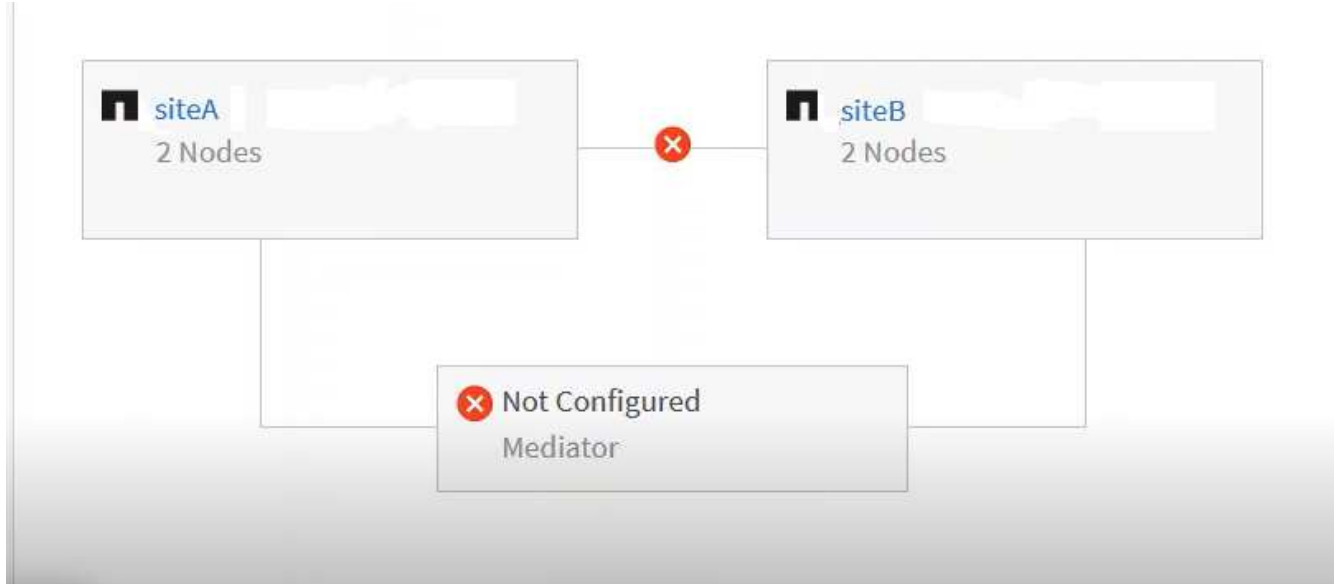 siteA
2 Nodes
siteB
2 Nodes
Not Configured
Mediator